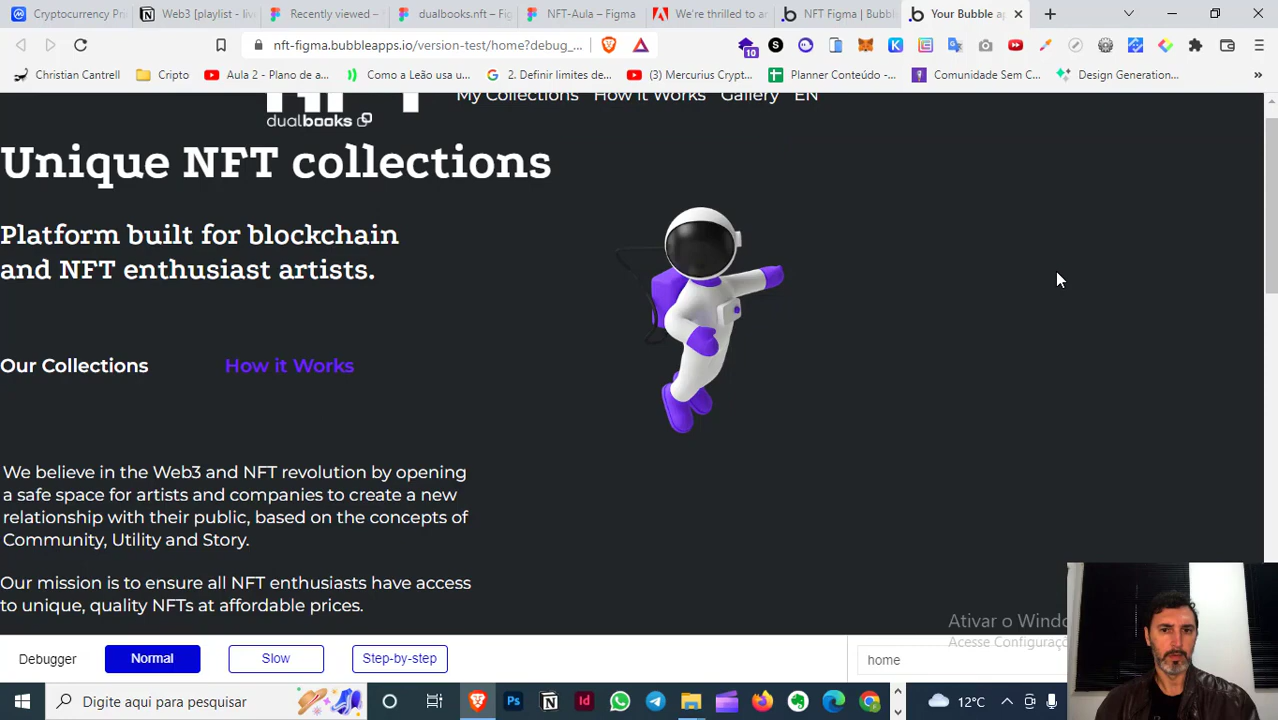 Cryptocurrency Pri
Web3 [playlist - live
Recently viewed –
dualbooks.nft – Fig
NFT-Aula – Figma
We're thrilled to an
NFT Figma | Bubbl
Your Bubble ap
nft-figma.bubbleapps.io/version-test/home?debug_...
10
Christian Cantrell
Cripto
Aula 2 - Plano de a...
Como a Leão usa u...
2. Definir limites de...
(3) Mercurius Crypt...
Planner Conteúdo -...
Comunidade Sem C...
Design Generation...
»
My Collections
How it Works
Gallery
EN
dualbooks
Unique NFT collections
Platform built for blockchain
and NFT enthusiast artists.
Our Collections
How it Works
We believe in the Web3 and NFT revolution by opening
a safe space for artists and companies to create a new
relationship with their public, based on the concepts of
Community, Utility and Story.
Our mission is to ensure all NFT enthusiasts have access
to unique, quality NFTs at affordable prices.
Ativar o Windo
Acesse Configuraç
Debugger
Normal
Slow
Step-by-step
home
Digite aqui para pesquisar
12°C